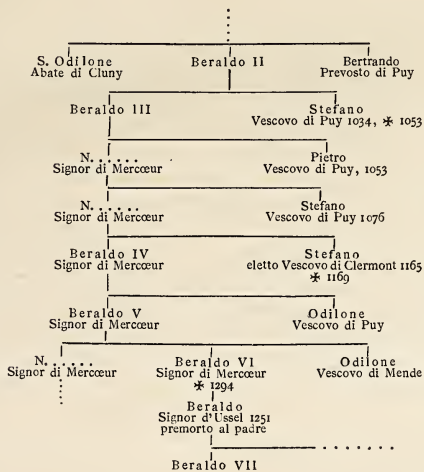 S. Odilone
Abate di Cluny
Beraldo II
Bertrando
Prevosto di Puy
Beraldo III
Stefano
Vescovo di Puy 1034, ✠ 1053
N......
Signor di Mercœur
Pietro
Vescovo di Puy, 1053
N......
Signor di Mercœur
Stefano
Vescovo di Puy 1076
Beraldo IV
Signor di Mercœur
Stefano
eletto Vescovo di Clermont 1165
✠ 1169
Beraldo V
Signor di Mercœur
Odilone
Vescovo di Puy
N......
Signor di Mercœur
Beraldo VI
Signor di Mercœur
✠ 1294
Odilone
Vescovo di Mende
Beraldo
Signor d'Ussel 1251
premorto al padre
Beraldo VII